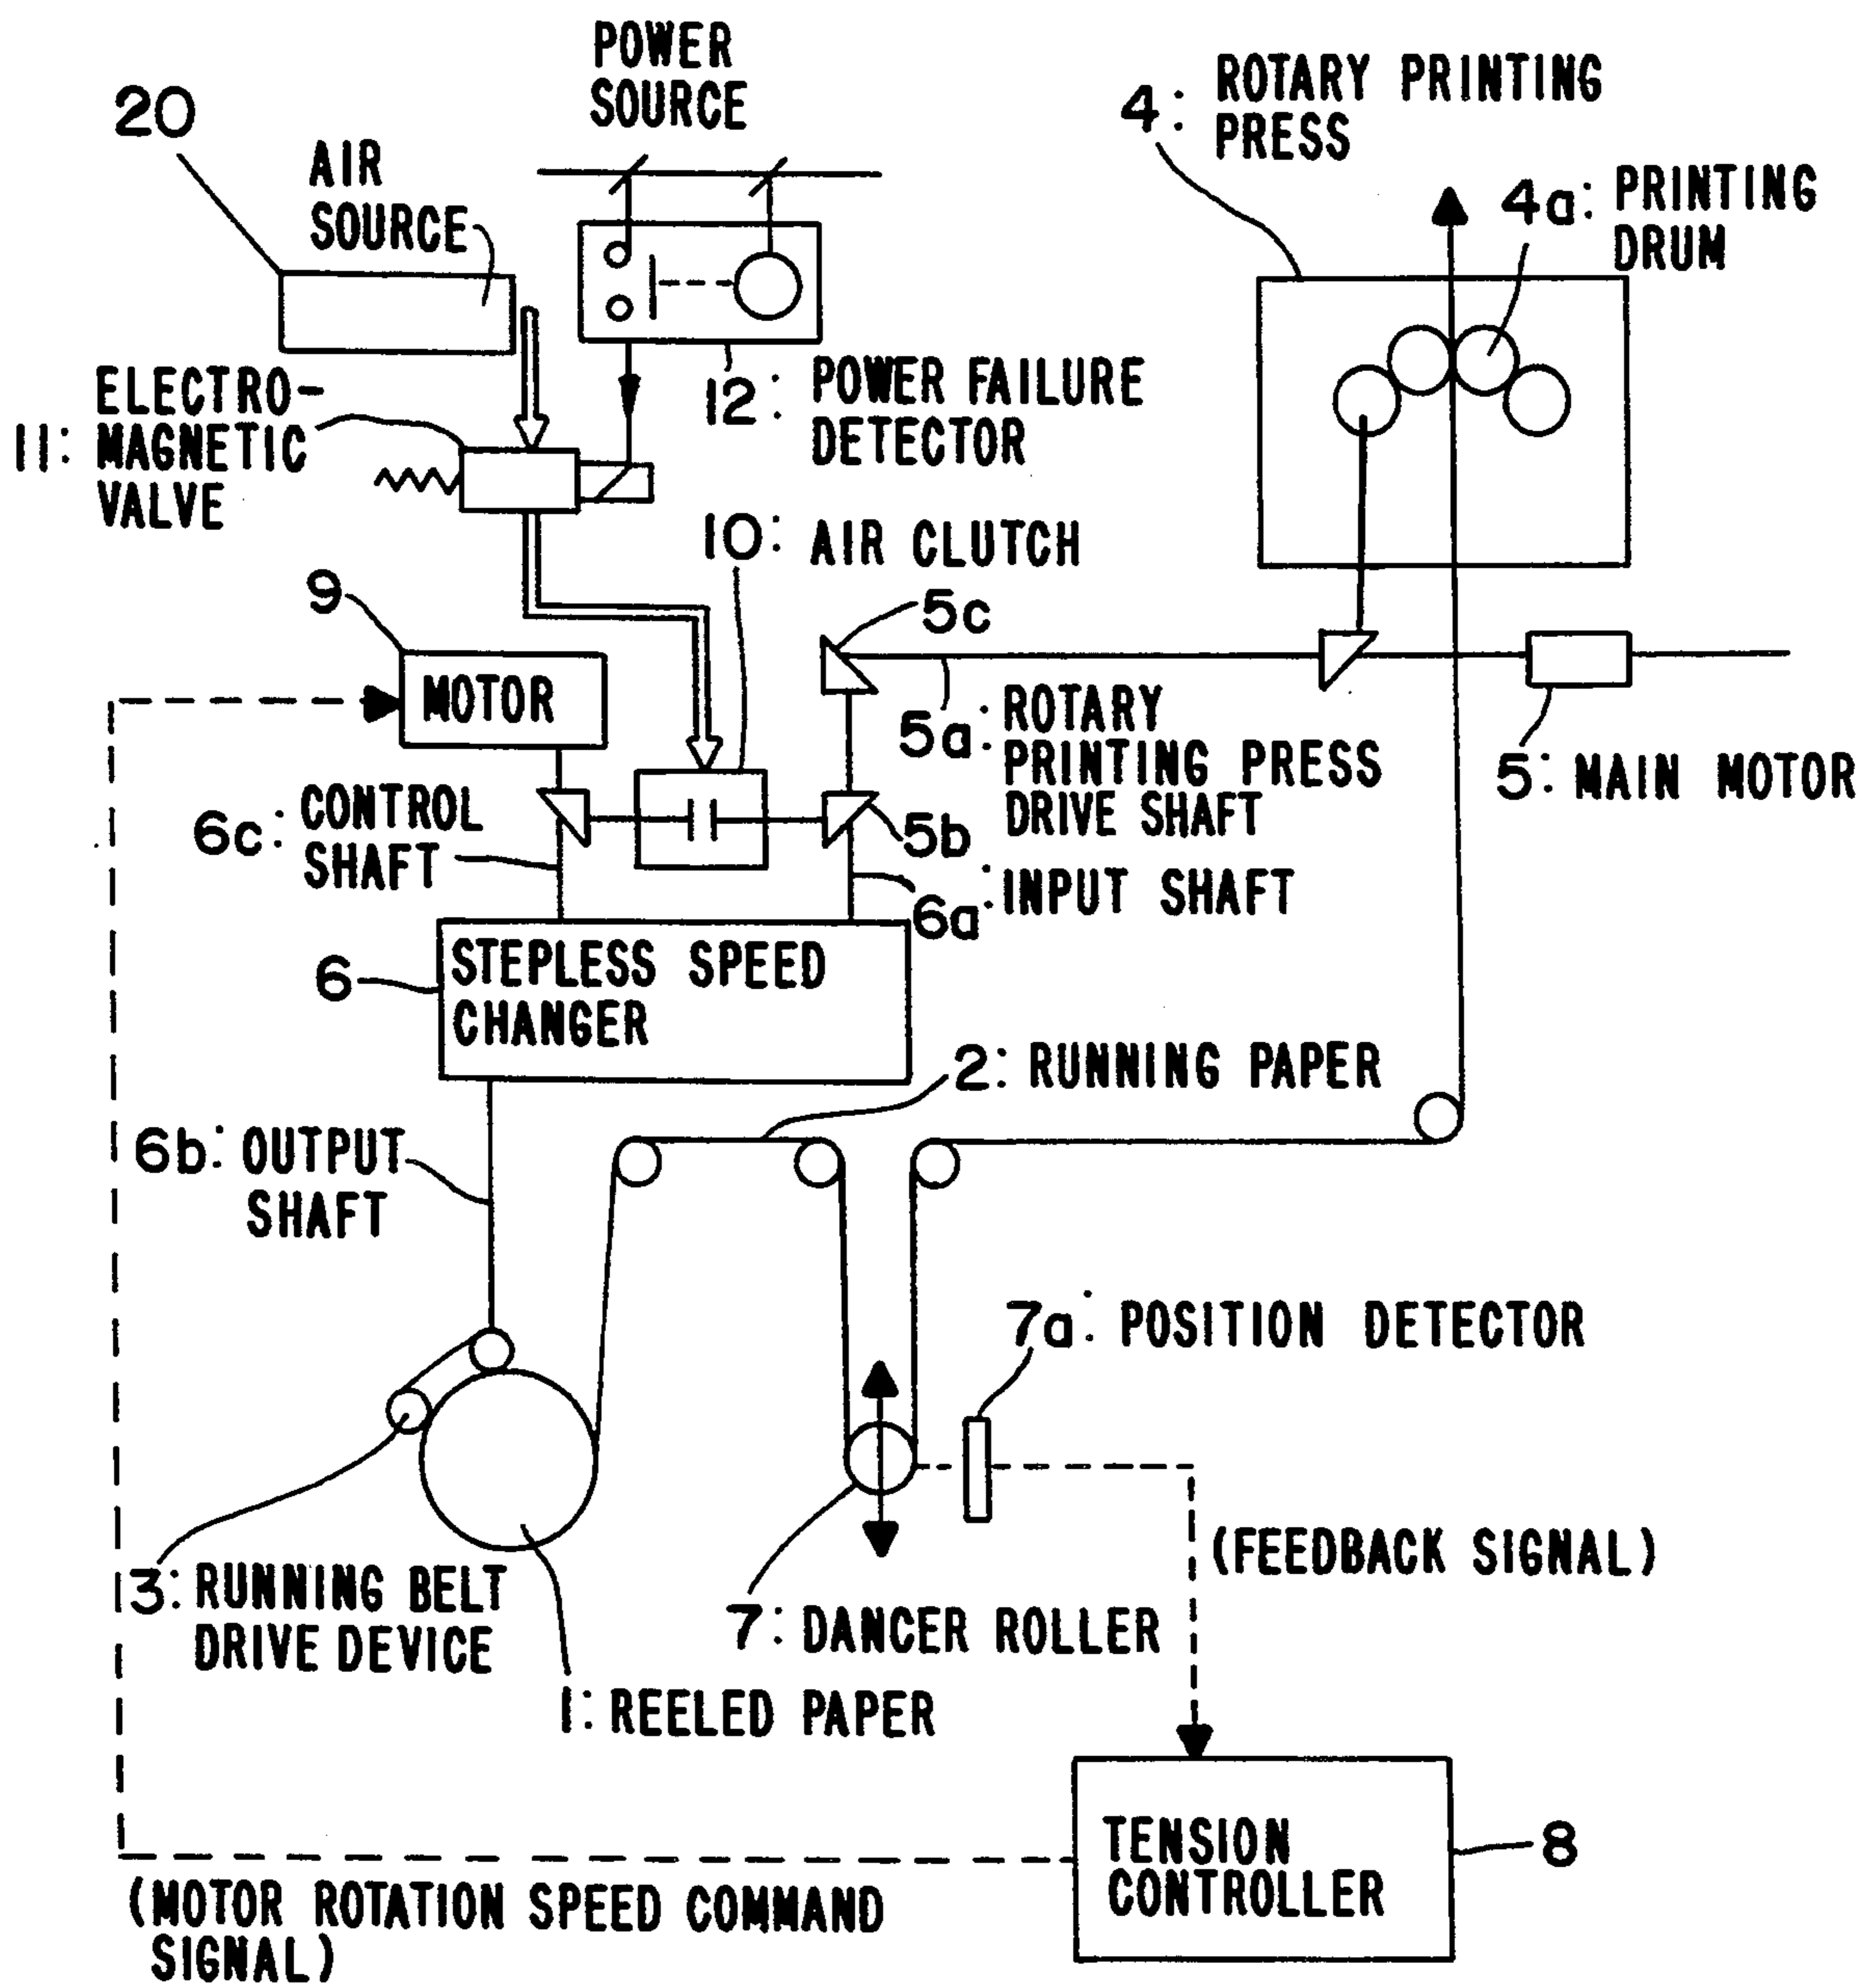 POWER
SOURCE
20
AIR
SOURCE
4: ROTARY PRINTING
PRESS
4a: PRINTING
DRUM
ELECTRO-
11: MAGNETIC
VALVE
12: POWER FAILURE
DETECTOR
10: AIR CLUTCH
9
MOTOR
5c
5a: ROTARY
PRINTING PRESS
DRIVE SHAFT
5: MAIN MOTOR
6c: CONTROL
SHAFT
5b
6a: INPUT SHAFT
6
STEPLESS SPEED
CHANGER
2: RUNNING PAPER
6b: OUTPUT
SHAFT
7a: POSITION DETECTOR
(FEEDBACK SIGNAL)
3: RUNNING BELT
DRIVE DEVICE
7: DANCER ROLLER
1: REELED PAPER
TENSION
CONTROLLER
8
(MOTOR ROTATION SPEED COMMAND
SIGNAL)